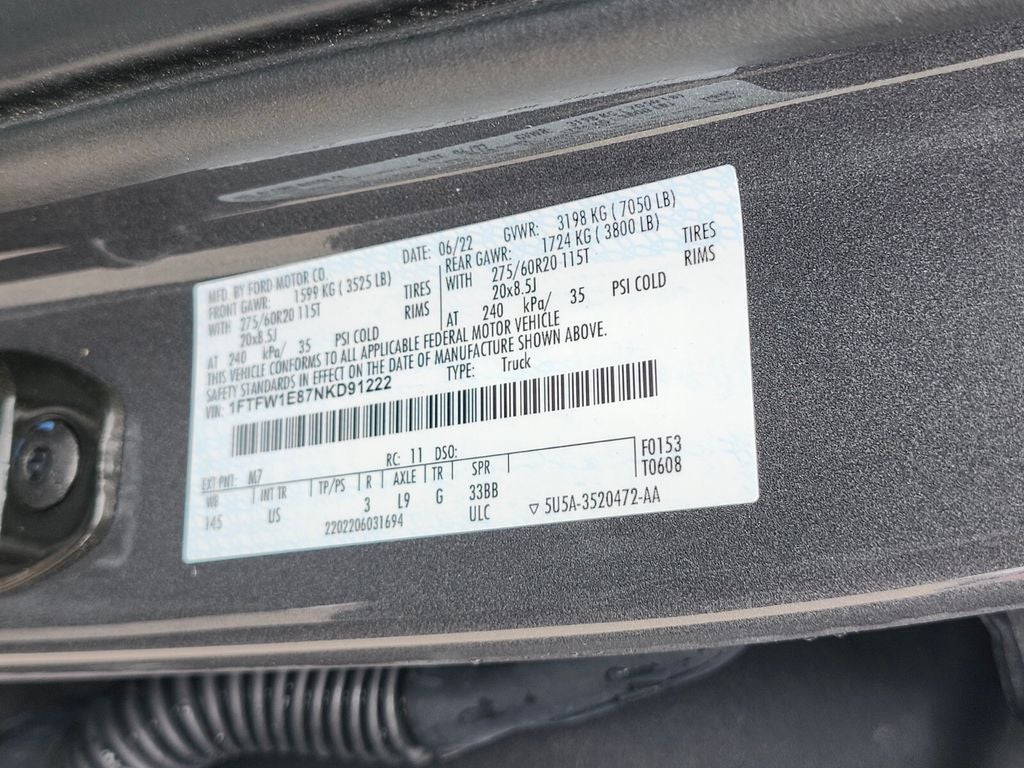 MFD. BY FORD MOTOR CO.
DATE: 06/22
GVWR: 3198 KG ( 7050 LB)
FRONT GAWR: 1599 KG ( 3525 LB)
REAR GAWR: 1724 KG ( 3800 LB)
WITH 275/60R20 115T TIRES
WITH 275/60R20 115T TIRES
20x8.5J RIMS
20x8.5J RIMS
AT 240 kPa/ 35 PSI COLD
AT 240 kPa/ 35 PSI COLD
THIS VEHICLE CONFORMS TO ALL APPLICABLE FEDERAL MOTOR VEHICLE
SAFETY STANDARDS IN EFFECT ON THE DATE OF MANUFACTURE SHOWN ABOVE.
VIN: 1FTFW1E87NKD91222
TYPE: Truck
EXT PNT: M7 RC: 11 DSO: F0153
WB INT TR TP/PS R AXLE TR SPR T0608
145 US 3 L9 G 33BB
2202206031694 ULC ▽ 5U5A-3520472-AA